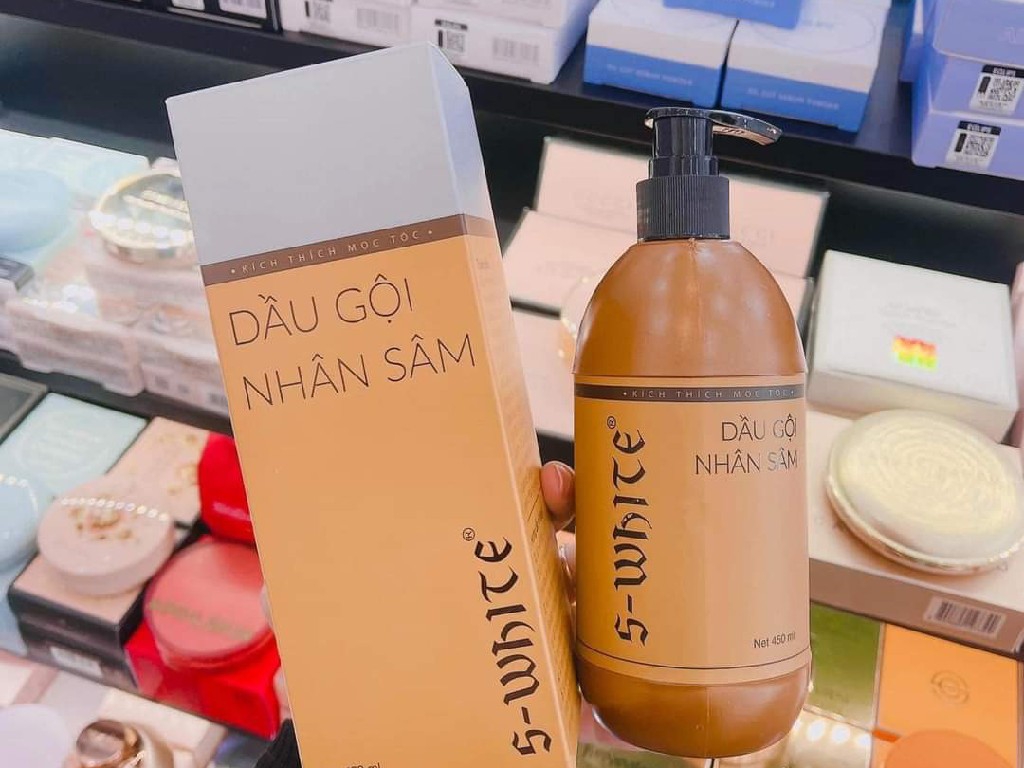 • KÍCH THÍCH MỌC TÓC •
DẦU GỘI
NHÂN SÂM
S-WHITE®
• KÍCH THÍCH MỌC TÓC •
DẦU GỘI
NHÂN SÂM
S-WHITE®
Net 450 ml